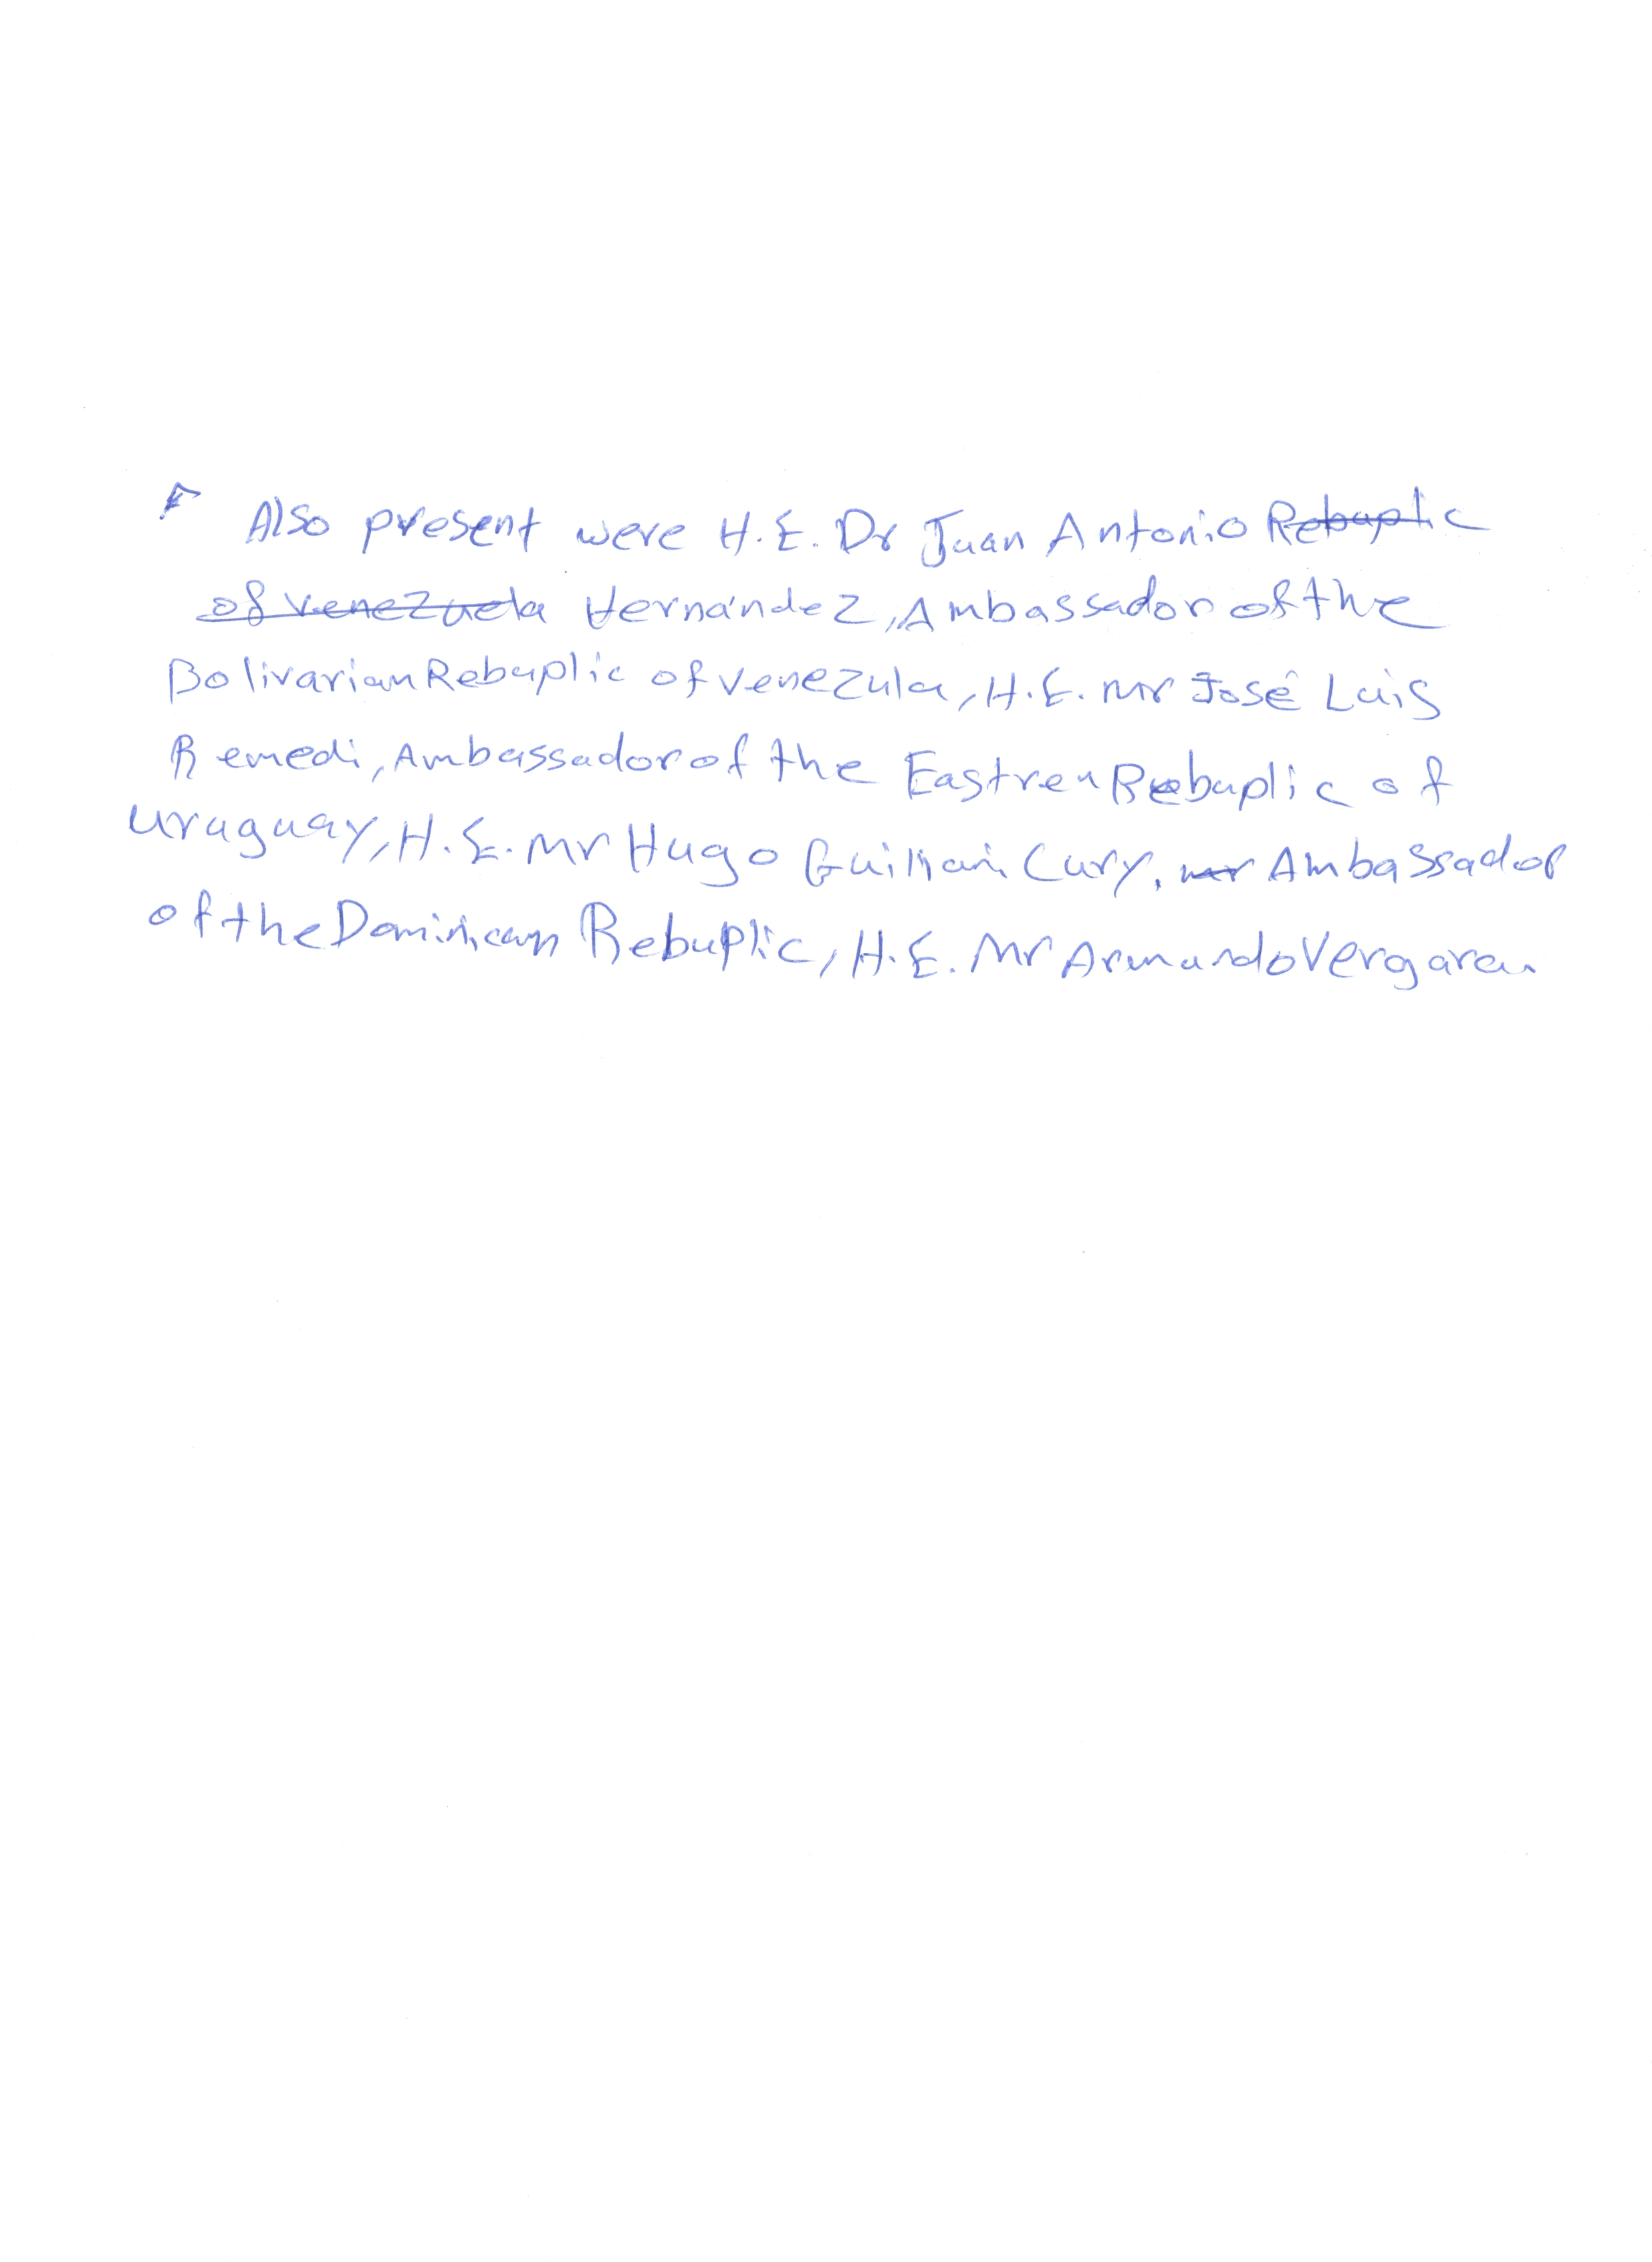 Also present were H.E. Dr Juan Antonio Rebuplic
of Venezuela Hernández, Ambassador of the
Bolivarian Rebuplic of Venezula, H.E. Mr José Luis
Remedi, Ambassador of the Eastren Rebuplic of
Uruguay, H.E. Mr Hugo Guiliani Cury, mr Ambassador
of the Dominican Rebuplic, H.E. Mr Armando Vergara